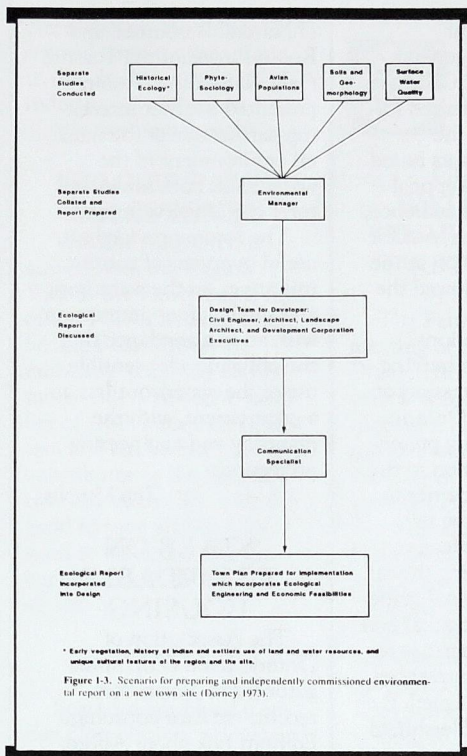 Separate
Studies
Conducted
Historical
Ecology*
Phyto-
Sociology
Avian
Populations
Soils and
Geo-
morphology
Surface
Water
Quality
Separate Studies
Collated and
Report Prepared
Environmental
Manager
Ecological
Report
Discussed
Design Team for Developer:
Civil Engineer, Architect, Landscape
Architect, and Development Corporation
Executives
Communication
Specialist
Ecological Report
Incorporated
Into Design
Town Plan Prepared for Implementation
which Incorporates Ecological
Engineering and Economic Feasibilities
* Early vegetation, history of Indian and settlers use of land and water resources, and
unique cultural features of the region and the site.
Figure 1-3. Scenario for preparing and independently commissioned environmen-
tal report on a new town site (Dorney 1973).